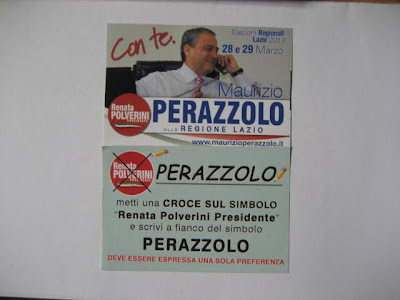 Con te.
Elezioni Regionali
Lazio 2010
28 e 29 Marzo
Maurizio
Renata
POLVERINI
PRESIDENTE
PERAZZOLO
ALLA REGIONE LAZIO
www.maurizioperazzolo.it
Renata
POLVERINI
PERAZZOLO
metti una CROCE SUL SIMBOLO
"Renata Polverini Presidente"
e scrivi a fianco del simbolo
PERAZZOLO
DEVE ESSERE ESPRESSA UNA SOLA PREFERENZA